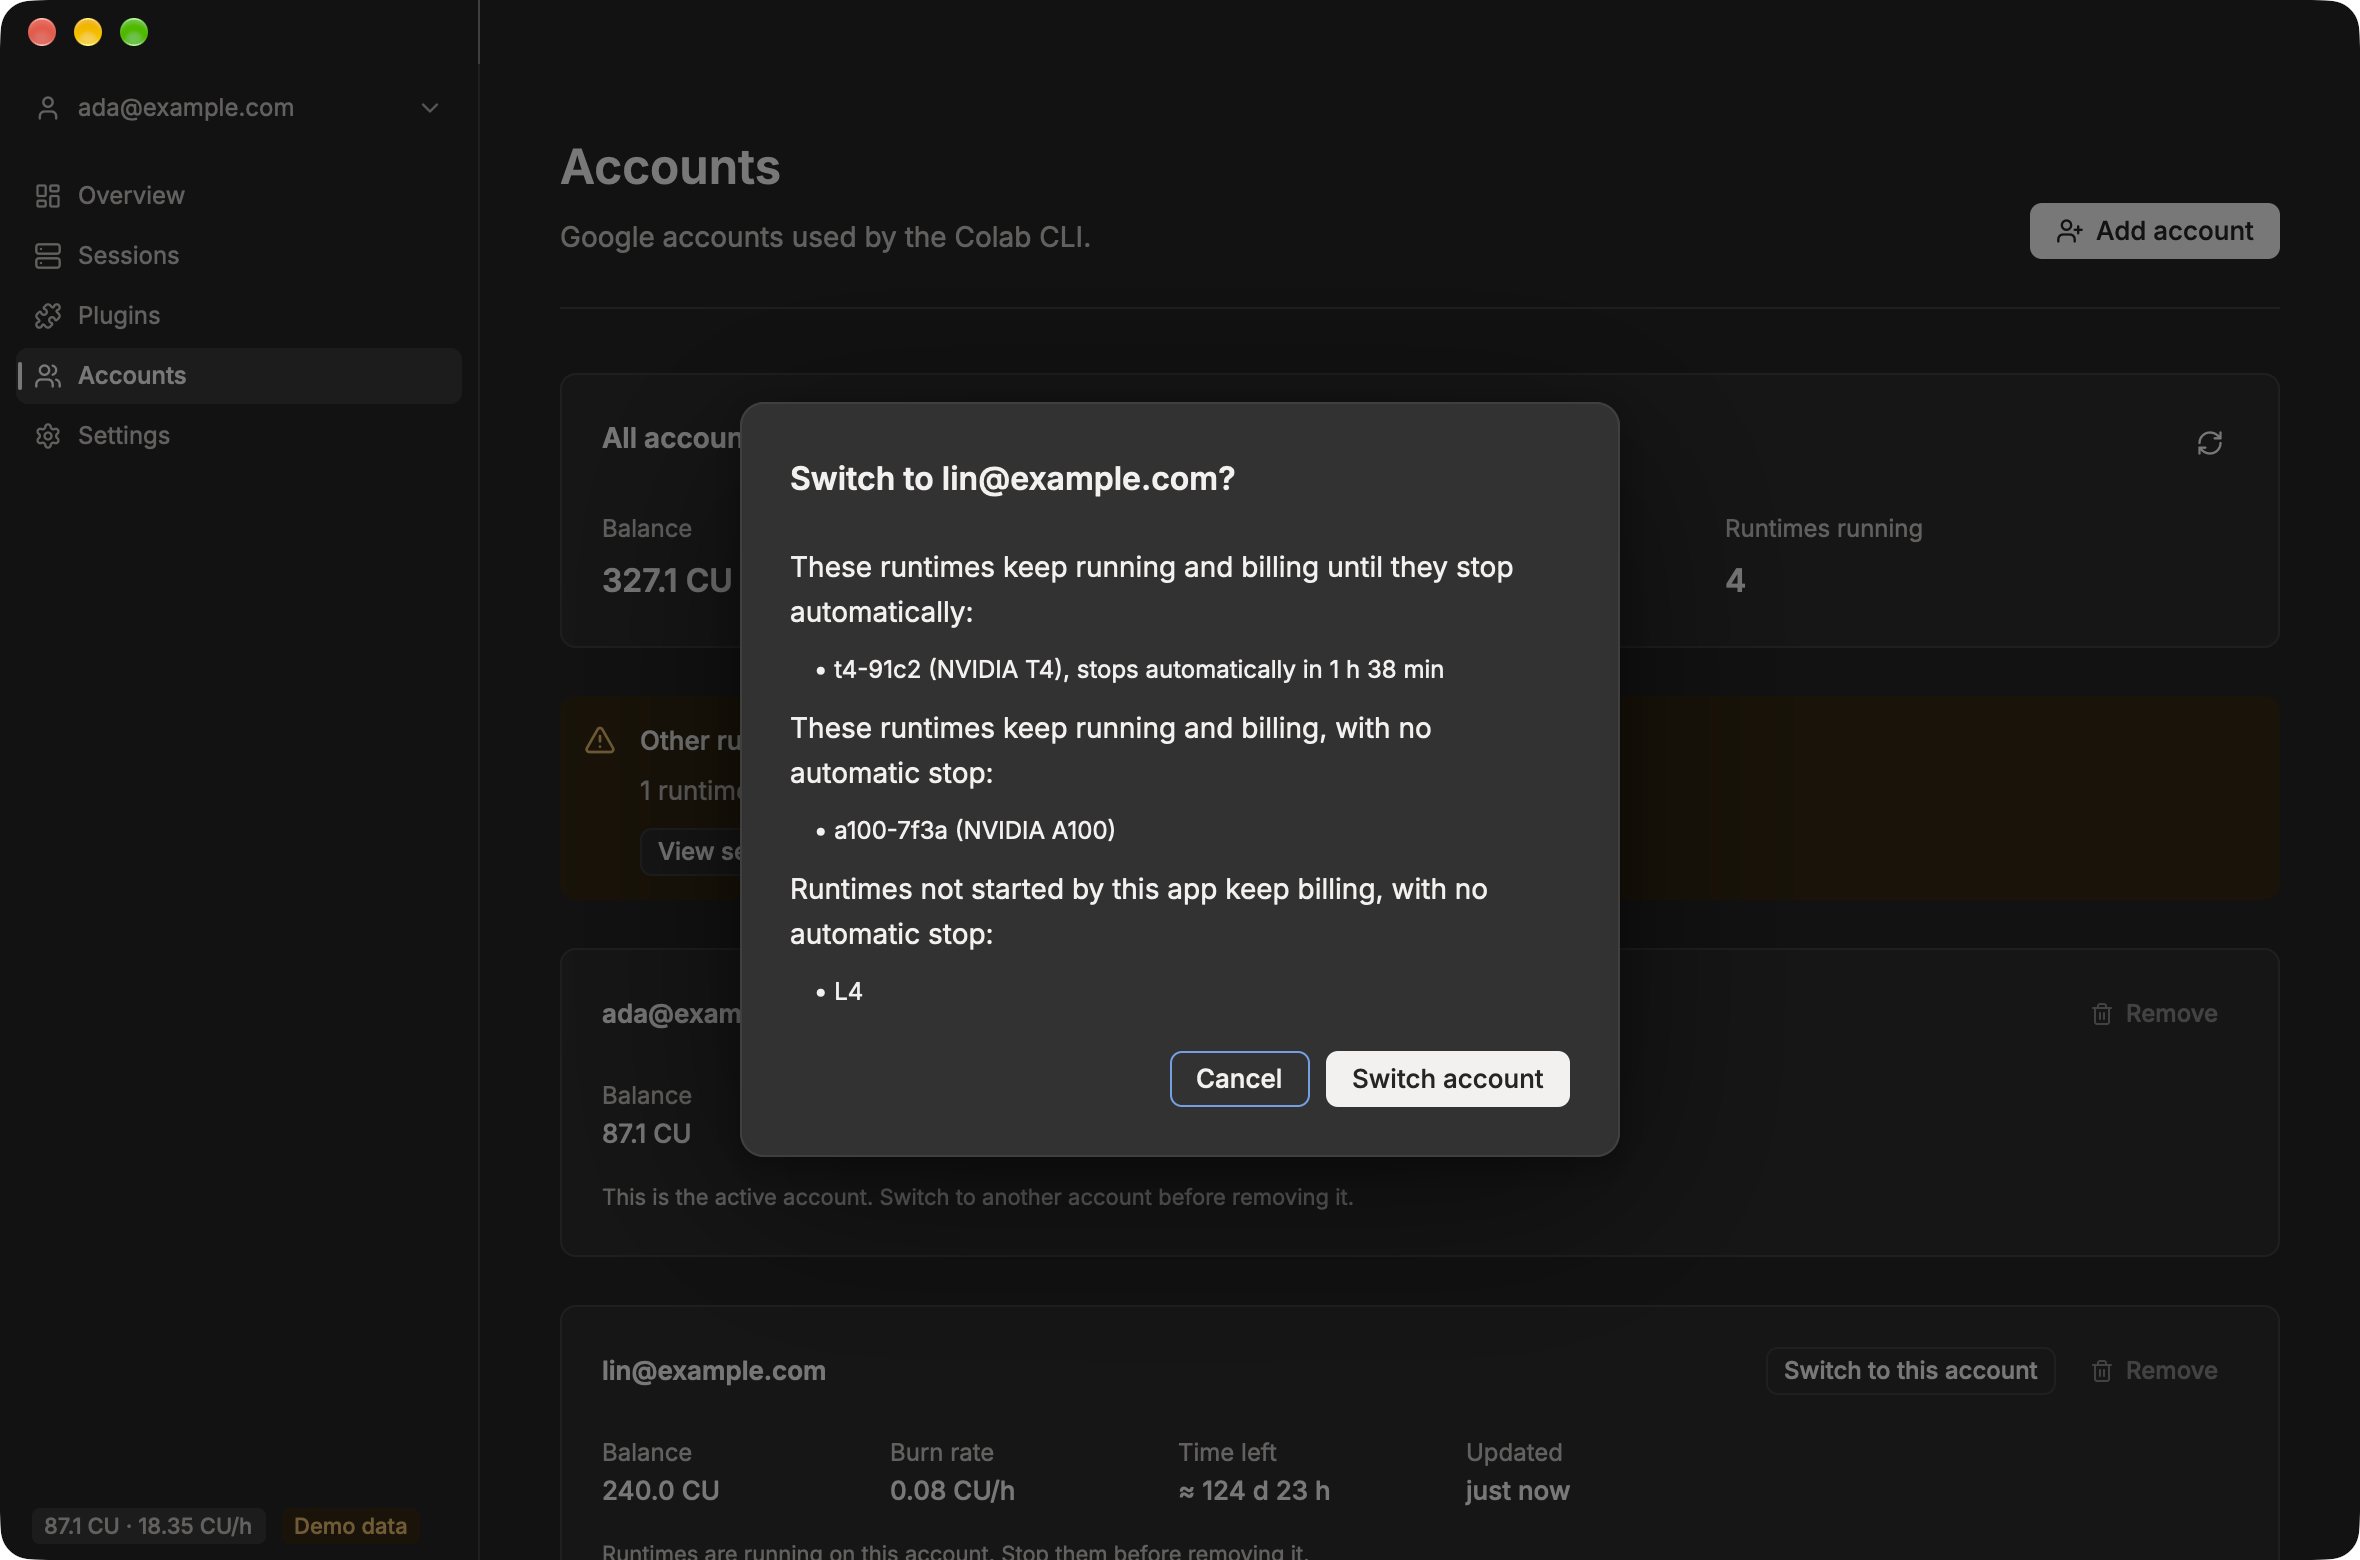 ada@example.com
Overview
Sessions
Plugins
Accounts
Settings
87.1 CU · 18.35 CU/h
Demo data
Accounts
Google accounts used by the Colab CLI.
Add account
All accoun
Balance
327.1 CU
Runtimes running
4
Other ru
1 runtime
View se
ada@exam
Remove
Balance
87.1 CU
This is the active account. Switch to another account before removing it.
lin@example.com
Switch to this account
Remove
Balance
240.0 CU
Burn rate
0.08 CU/h
Time left
≈ 124 d 23 h
Updated
just now
Runtimes are running on this account. Stop them before removing it.
Switch to lin@example.com?
These runtimes keep running and billing until they stop
automatically:
• t4-91c2 (NVIDIA T4), stops automatically in 1 h 38 min
These runtimes keep running and billing, with no
automatic stop:
• a100-7f3a (NVIDIA A100)
Runtimes not started by this app keep billing, with no
automatic stop:
• L4
Cancel
Switch account